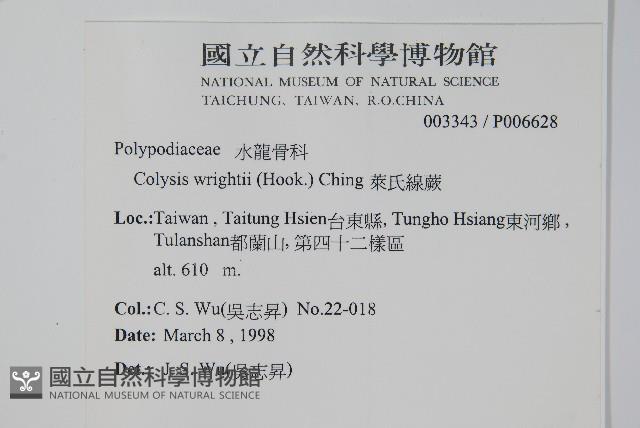 國立自然科學博物館
NATIONAL MUSEUM OF NATURAL SCIENCE
TAICHUNG, TAIWAN, R.O.CHINA
003343 / P006628
Polypodiaceae 水龍骨科
Colysis wrightii (Hook.) Ching 萊氏線蕨
Loc.:Taiwan , Taitung Hsien台東縣, Tungho Hsiang東河鄉 ,
Tulanshan都蘭山, 第四十二樣區
alt. 610 m.
Col.:C. S. Wu(吳志昇) No.22-018
Date: March 8 , 1998
Det.: J. S. Wu(吳志昇)
國立自然科學博物館
NATIONAL MUSEUM OF NATURAL SCIENCE